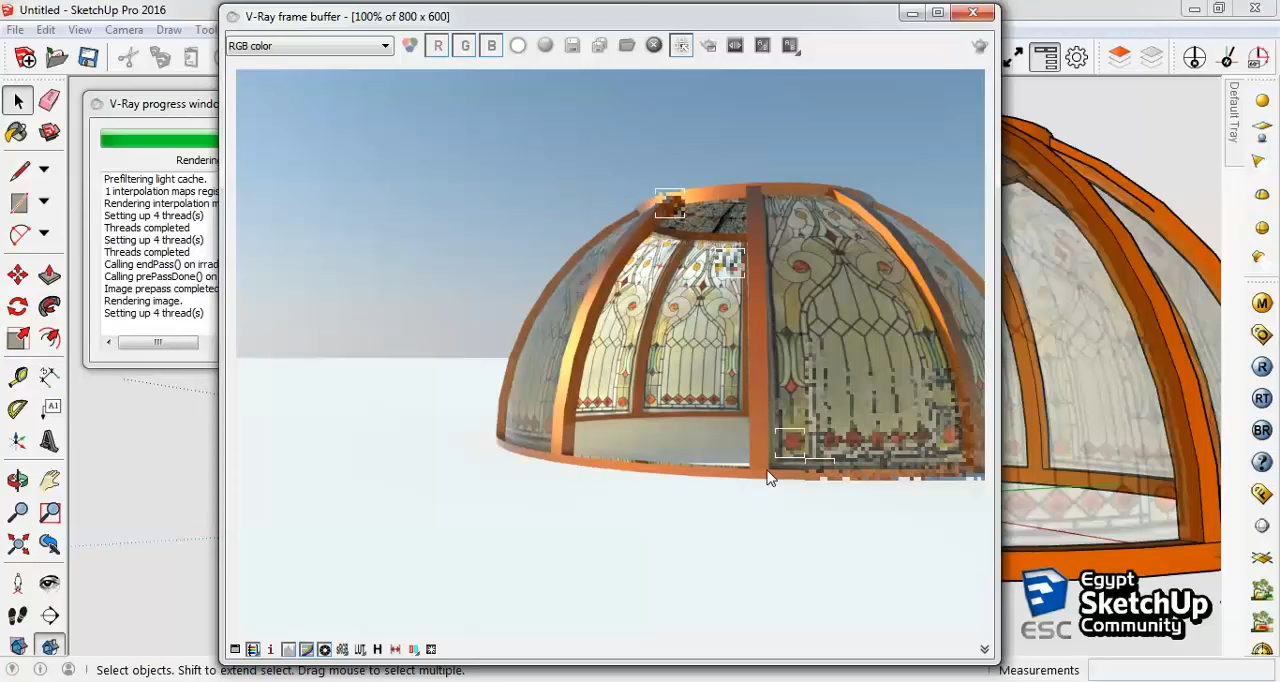 Untitled - SketchUp Pro 2016
File Edit View Camera Draw Tool
V-Ray frame buffer - [100% of 800 x 600]
RGB color
R G B
V-Ray progress windo
Rendering
Prefiltering light cache.
1 interpolation maps regis
Rendering interpolation m
Setting up 4 thread(s)
Threads completed
Setting up 4 thread(s)
Threads completed
Calling endPass() on irrad
Calling prePassDone() on
Image prepass completed
Rendering image.
Setting up 4 thread(s)
Default Tray
M
R
RT
BR
A1
i
H
Egypt
SketchUp
Community
ESC
Select objects. Shift to extend select. Drag mouse to select multiple.
Measurements